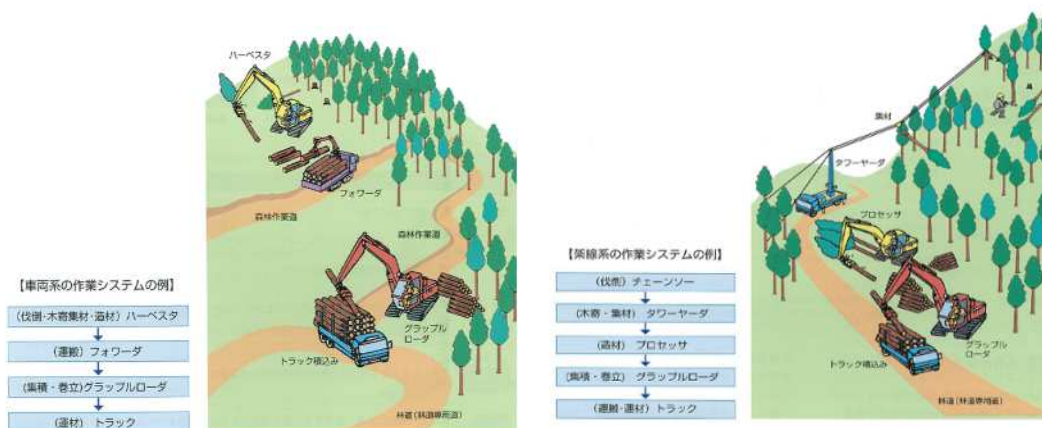 ハーベスタ
フォワーダ
森林作業道
森林作業道
グラップル
ローダ
トラック積込み
林道(林道専用道)
【車両系の作業システムの例】
(伐倒・木寄集材・造材) ハーベスタ
(運搬) フォワーダ
(集積・巻立)グラップルローダ
(運材) トラック
集材
タワーヤーダ
プロセッサ
グラップル
ローダ
トラック積込み
林道(林道専用道)
【架線系の作業システムの例】
(伐倒) チェーンソー
(木寄・集材) タワーヤーダ
(造材) プロセッサ
(集積・巻立) グラップルローダ
(運搬・運材) トラック